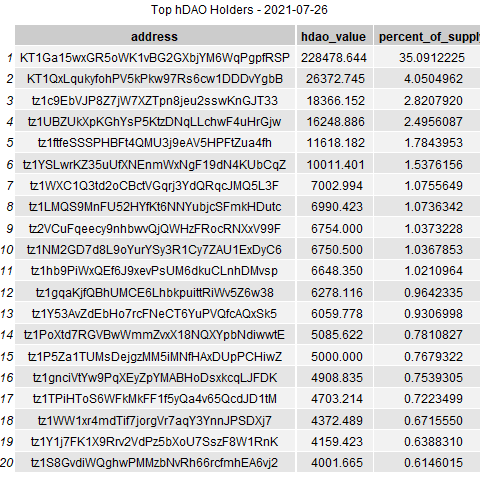 Top hDAO Holders - 2021-07-26
address hdao_value percent_of_supply
1 KT1Ga15wxGR5oWK1vBG2GXbjYM6WqPgpfRSP 228478.644 35.0912225
2 KT1QxLqukyfohPV5kPkw97Rs6cw1DDDvYgbB 26372.745 4.0504962
3 tz1c9EbVJP8Z7jW7XZTpn8jeu2sswKnGJT33 18366.152 2.8207920
4 tz1UBZUkXpKGhYsP5KtzDNqLLchwF4uHrGjw 16248.886 2.4956087
5 tz1ftfeSSSPHBFt4QMU3j9eAV5HPFtZua4fh 11618.182 1.7843953
6 tz1YSLwrKZ35uUfXNEnmWxNgF19dN4KUbCqZ 10011.401 1.5376156
7 tz1WXC1Q3td2oCBctVGqrj3YdQRqcJMQ5L3F 7002.994 1.0755649
8 tz1LMQS9MnFU52HYfKt6NNYubjcSFmkHDutc 6990.423 1.0736342
9 tz2VCuFqeecy9nhbwvQjQWHzFRocRNXxV99F 6754.000 1.0373228
10 tz1NM2GD7d8L9oYurYSy3R1Cy7ZAU1ExDyC6 6750.500 1.0367853
11 tz1hb9PiWxQEf6J9xevPsUM6dkuCLnhDMvsp 6648.350 1.0210964
12 tz1gqaKjfQBhUMCE6LhbkpuittRiWv5Z6w38 6278.116 0.9642335
13 tz1Y53AvZdEbHo7rcFNeCT6YuPVQfcAQxSk5 6059.778 0.9306998
14 tz1PoXtd7RGVBwWmmZvxX18NQXYpbNdiwwtE 5085.622 0.7810827
15 tz1P5Za1TUMsDejgzMM5iMNfHAxDUpPCHiwZ 5000.000 0.7679322
16 tz1gnciVtYw9PqXEyZpYMABHoDsxkcqLJFDK 4908.835 0.7539305
17 tz1TPiHToS6WFkMkFF1f5yQa4v65QcdJD1tM 4703.214 0.7223499
18 tz1WW1xr4mdTif7jorgVr7aqY3YnnJPSDXj7 4372.489 0.6715550
19 tz1Y1j7FK1X9Rrv2VdPz5bXoU7SszF8W1RnK 4159.423 0.6388310
20 tz1S8GvdiWQghwPMMzbNvRh66rcfmhEA6vj2 4001.665 0.6146015